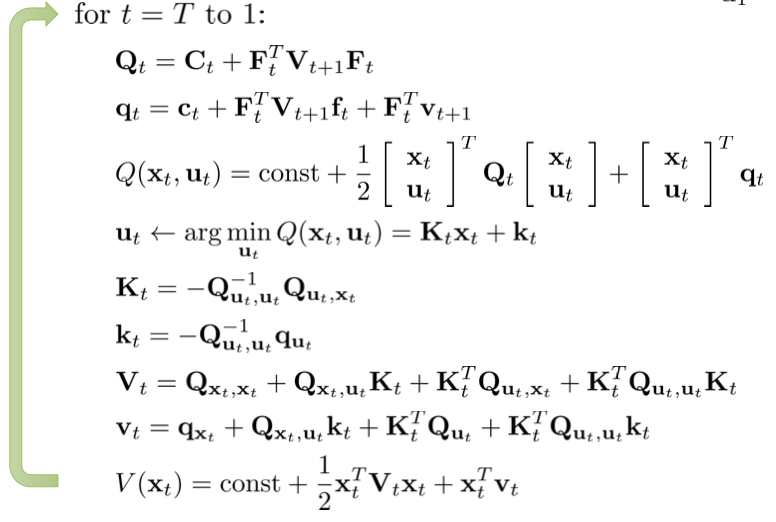 for t = T to 1:
Q_t = C_t + F_t^T V_{t+1} F_t
q_t = c_t + F_t^T V_{t+1} f_t + F_t^T v_{t+1}
Q(x_t, u_t) = const + \frac{1}{2} [x_t u_t]^T Q_t [x_t u_t] + [x_t u_t]^T q_t
u_t ← arg min_{u_t} Q(x_t, u_t) = K_t x_t + k_t
K_t = −Q_{u_t,u_t}^{−1} Q_{u_t,x_t}
k_t = −Q_{u_t,u_t}^{−1} q_{u_t}
V_t = Q_{x_t,x_t} + Q_{x_t,u_t} K_t + K_t^T Q_{u_t,x_t} + K_t^T Q_{u_t,u_t} K_t
v_t = q_{x_t} + Q_{x_t,u_t} k_t + K_t^T Q_{u_t} + K_t^T Q_{u_t,u_t} k_t
V(x_t) = const + \frac{1}{2} x_t^T V_t x_t + x_t^T v_t